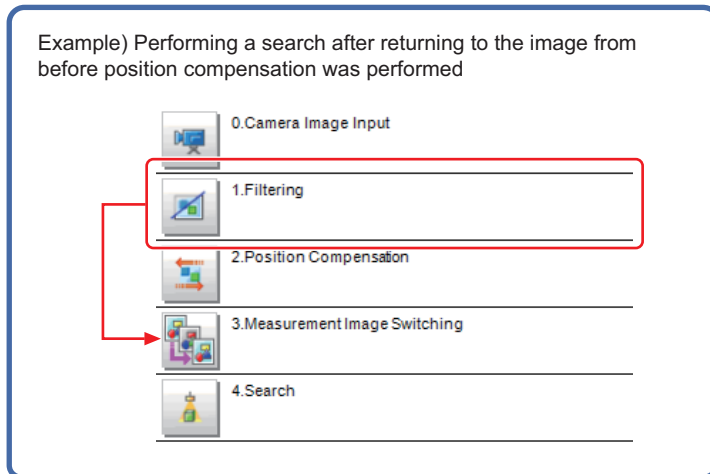 Example) Performing a search after returning to the image from
before position compensation was performed
0.Camera Image Input
1.Filtering
2.Position Compensation
3.Measurement Image Switching
4.Search